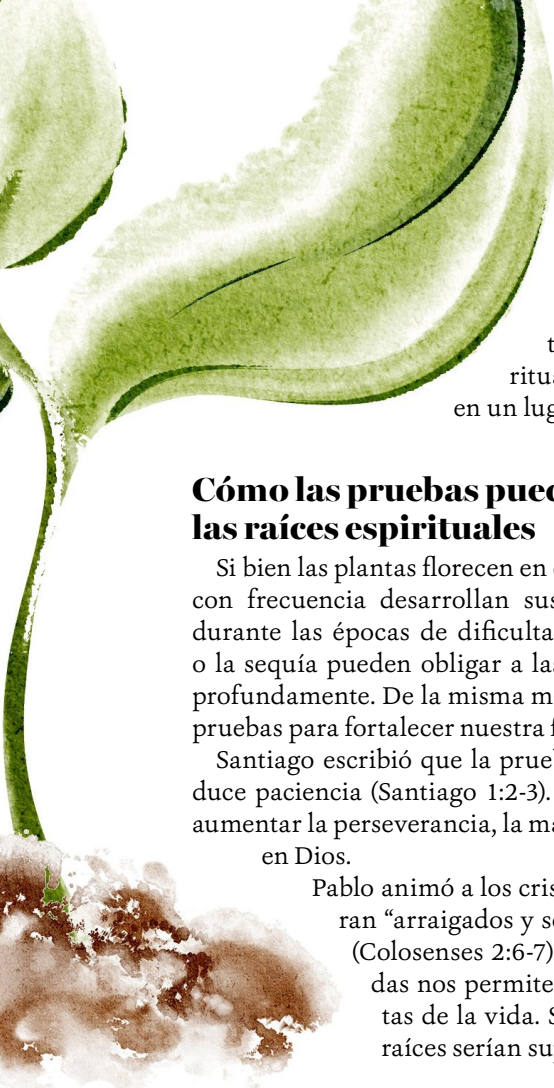 en un lug
Cómo las pruebas pued
las raíces espirituales
Si bien las plantas florecen en
con frecuencia desarrollan sus
durante las épocas de dificulta
o la sequía pueden obligar a las
profundamente. De la misma m
pruebas para fortalecer nuestra f
Santiago escribió que la prueb
duce paciencia (Santiago 1:2-3).
aumentar la perseverancia, la ma
en Dios.
Pablo animó a los cris
ran “arraigados y so
(Colosenses 2:6-7)
das nos permite
tas de la vida. S
raíces serían su